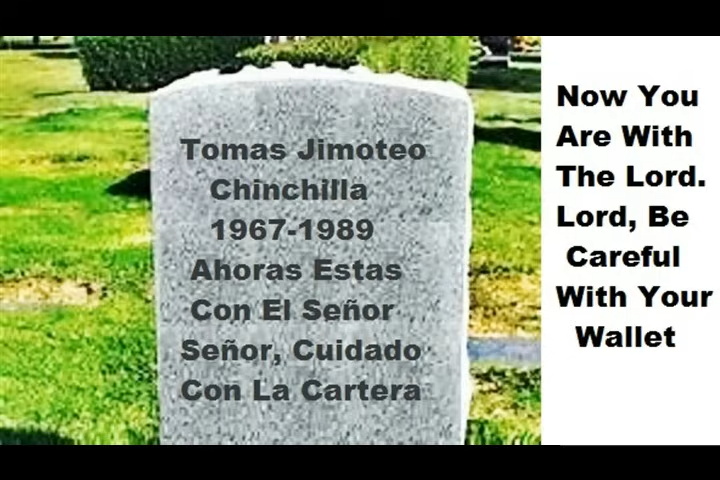 Tomas Jimoteo
Chinchilla
1967-1989
Ahoras Estas
Con El Señor
Señor, Cuidado
Con La Cartera
Now You
Are With
The Lord.
Lord, Be
Careful
With Your
Wallet